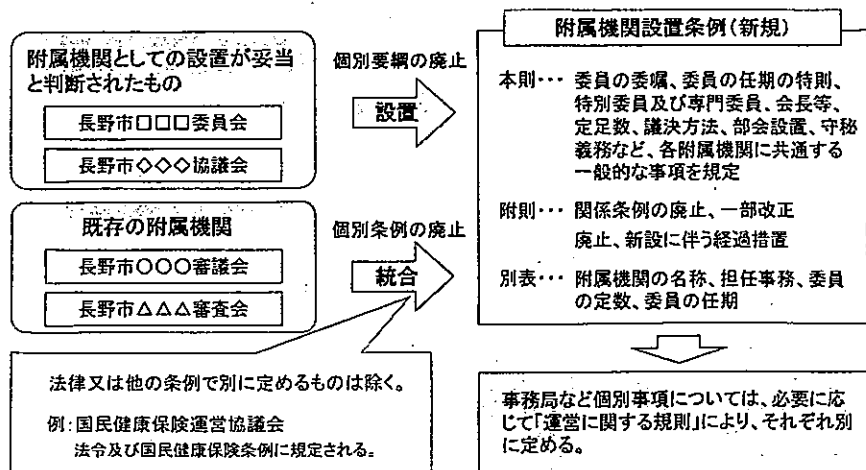 附属機関としての設置が妥当
と判断されたもの
長野市□□□委員会
長野市◇◇◇協議会
個別要綱の廃止
設置
既存の附属機関
長野市〇〇〇審議会
長野市△△△審査会
個別条例の廃止
統合
法律又は他の条例で別に定めるものは除く。
例:国民健康保険運営協議会
法令及び国民健康保険条例に規定される。
附属機関設置条例(新規)
本則・・・ 委員の委嘱、委員の任期の特則、
特別委員及び専門委員、会長等、
定足数、議決方法、部会設置、守秘
義務など、各附属機関に共通する
一般的な事項を規定
附則・・・ 関係条例の廃止、一部改正
廃止、新設に伴う経過措置
別表・・・ 附属機関の名称、担任事務、委員
の定数、委員の任期
事務局など個別事項については、必要に応
じて「運営に関する規則」により、それぞれ別
に定める。